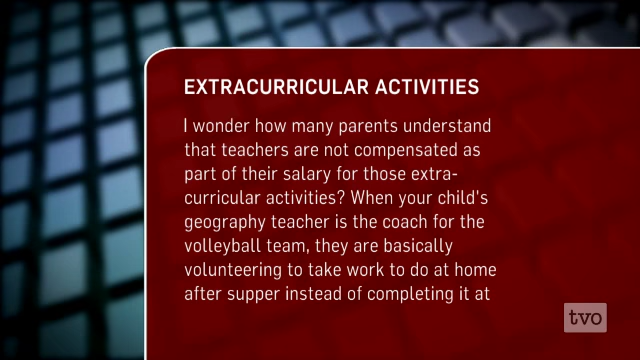 EXTRACURRICULAR ACTIVITIES
I wonder how many parents understand
that teachers are not compensated as
part of their salary for those extra-
curricular activities? When your child's
geography teacher is the coach for the
volleyball team, they are basically
volunteering to take work to do at home
after supper instead of completing it at
tvo